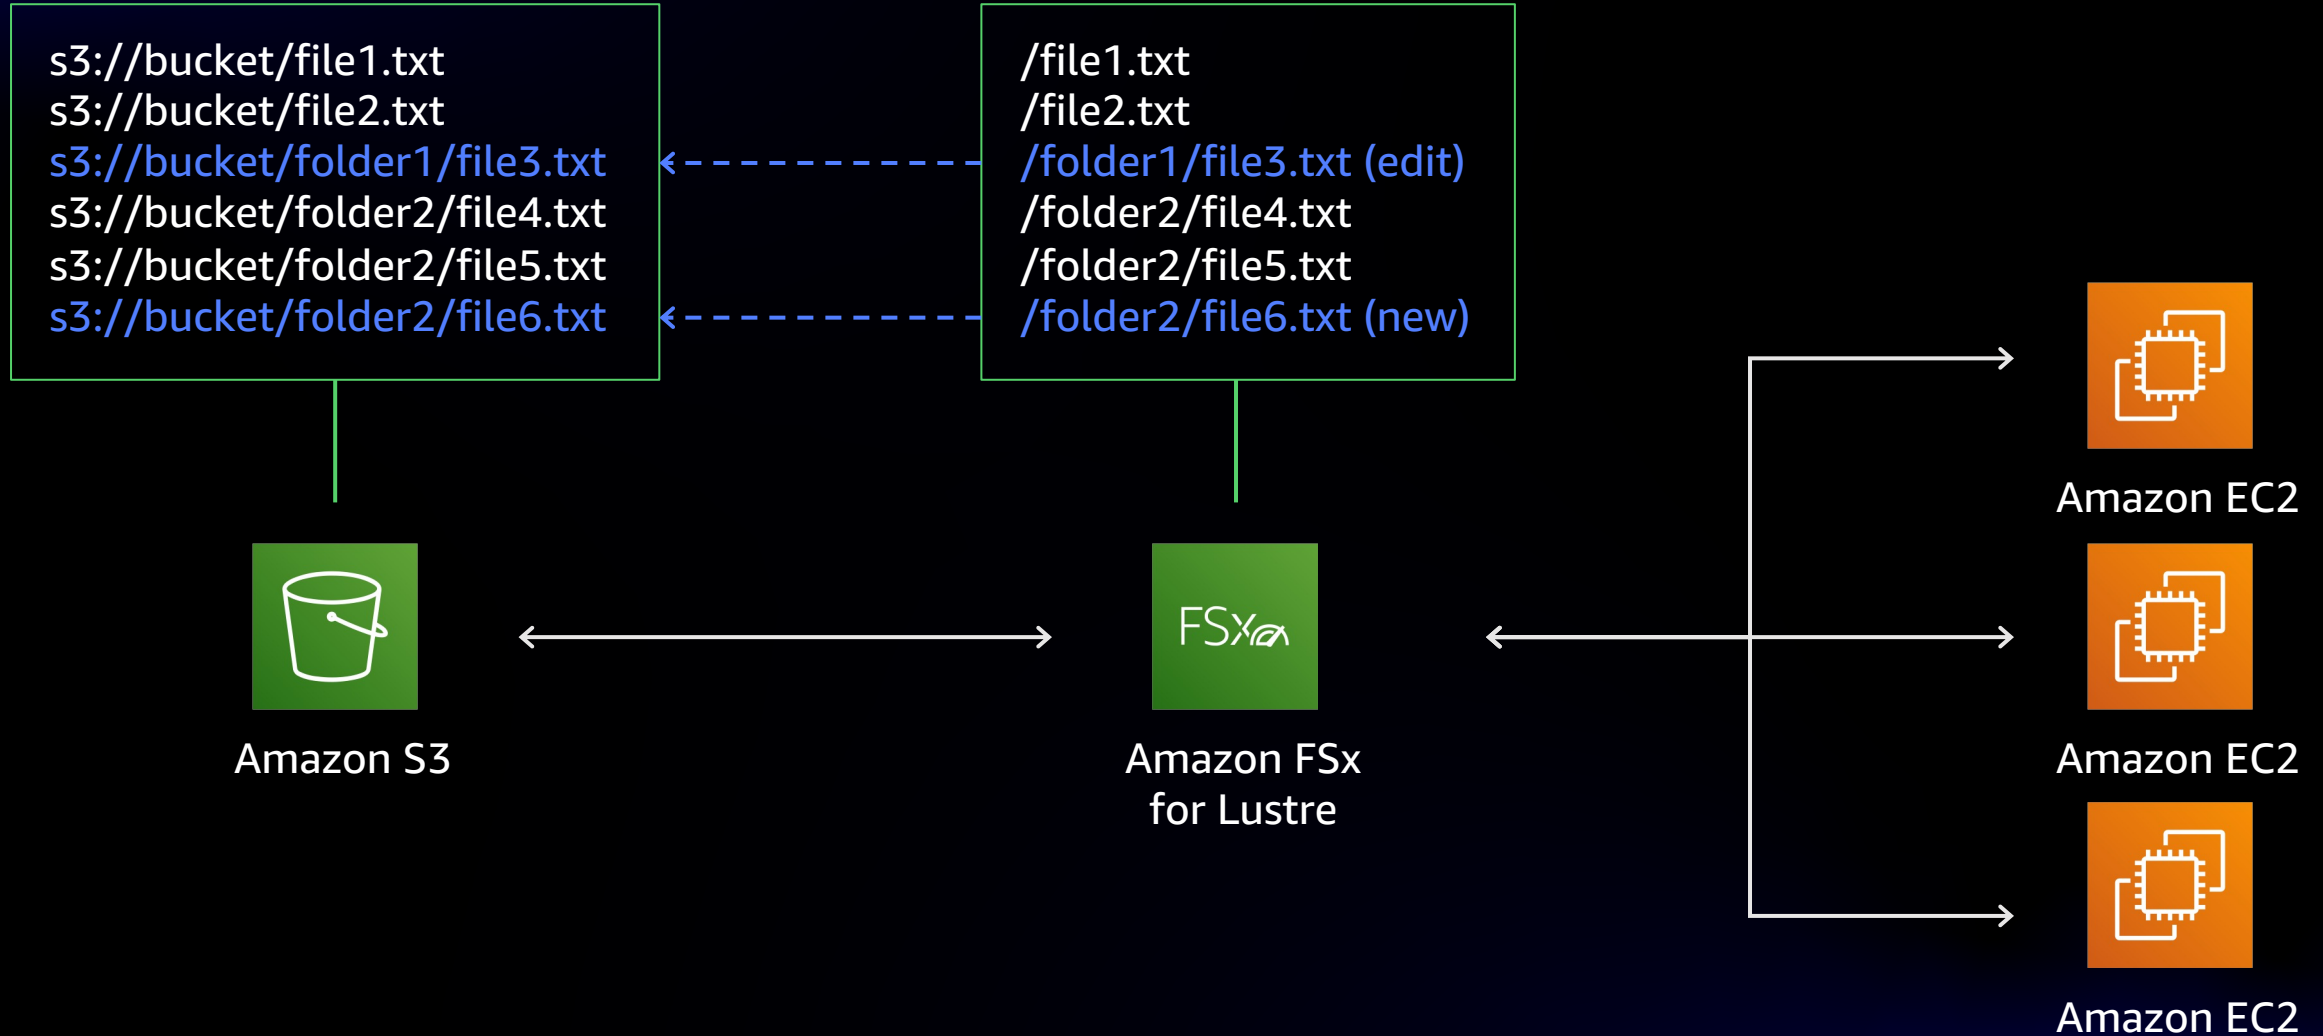 s3://bucket/file1.txt
s3://bucket/file2.txt
s3://bucket/folder1/file3.txt
s3://bucket/folder2/file4.txt
s3://bucket/folder2/file5.txt
s3://bucket/folder2/file6.txt
/file1.txt
/file2.txt
/folder1/file3.txt (edit)
/folder2/file4.txt
/folder2/file5.txt
/folder2/file6.txt (new)
Amazon S3
FSx
Amazon FSx
for Lustre
Amazon EC2
Amazon EC2
Amazon EC2